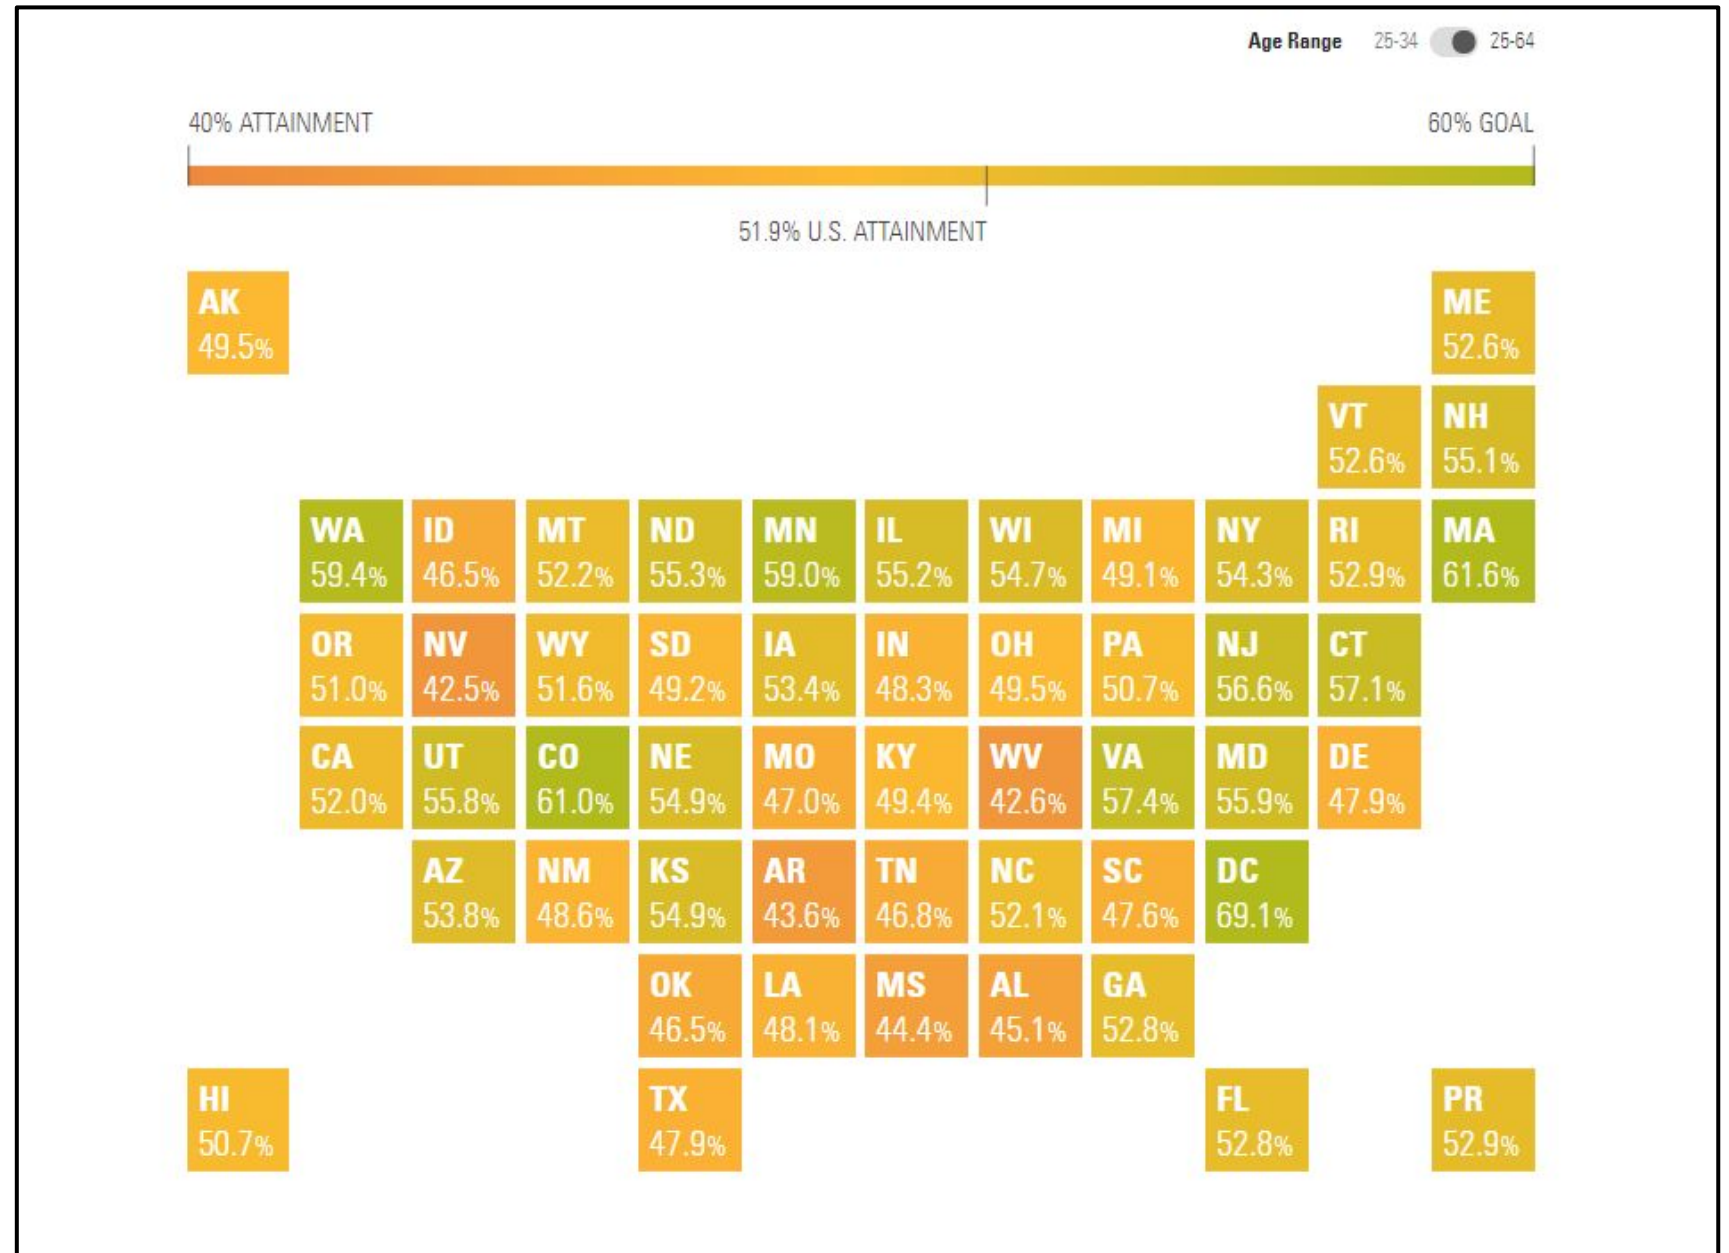 Age Range 25-34 25-64
40% ATTAINMENT 60% GOAL
51.9% U.S. ATTAINMENT
AK ME
49.5% 52.6%
VT NH
52.6% 55.1%
WA ID MT ND MN IL WI MI NY RI MA
59.4% 46.5% 52.2% 55.3% 59.0% 55.2% 54.7% 49.1% 54.3% 52.9% 61.6%
OR NV WY SD IA IN OH PA NJ CT
51.0% 42.5% 51.6% 49.2% 53.4% 48.3% 49.5% 50.7% 56.6% 57.1%
CA UT CO NE MO KY WV VA MD DE
52.0% 55.8% 61.0% 54.9% 47.0% 49.4% 42.6% 57.4% 55.9% 47.9%
AZ NM KS AR TN NC SC DC
53.8% 48.6% 54.9% 43.6% 46.8% 52.1% 47.6% 69.1%
OK LA MS AL GA
46.5% 48.1% 44.4% 45.1% 52.8%
HI TX FL PR
50.7% 47.9% 52.8% 52.9%